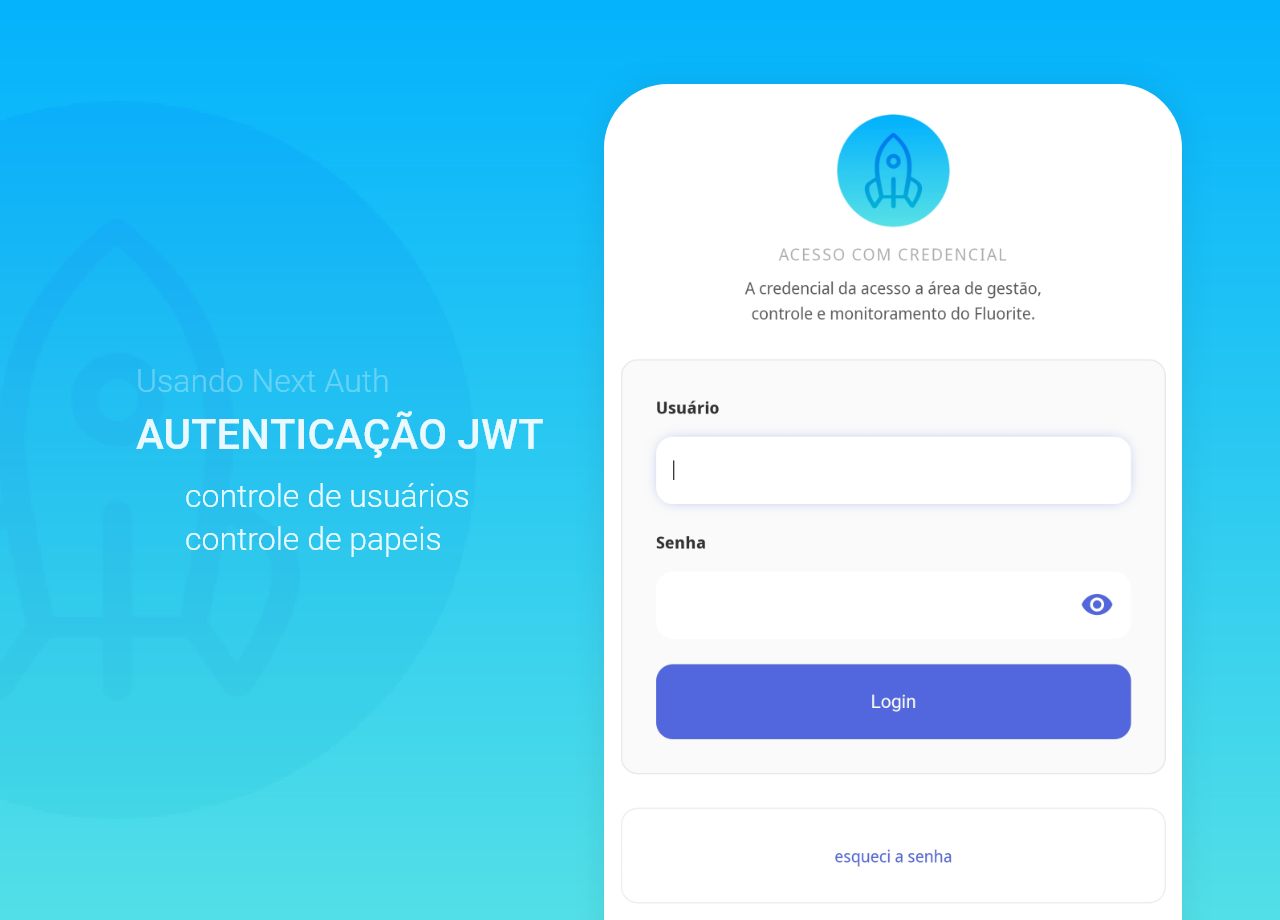 Usando Next Auth
AUTENTICAÇÃO JWT
controle de usuários
controle de papeis
ACESSO COM CREDENCIAL
A credencial da acesso a área de gestão,
controle e monitoramento do Fluorite.
Usuário
Senha
Login
esqueci a senha